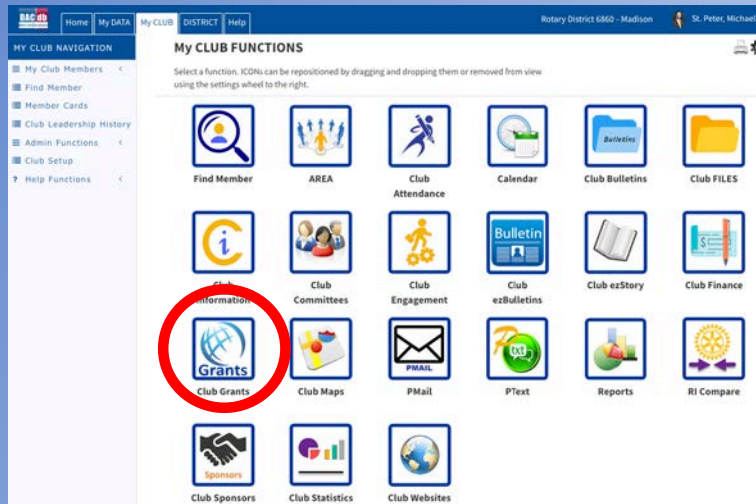 DACdb
Home My DATA My CLUB DISTRICT Help
Rotary District 6860 - Madison
St. Peter, Michael
MY CLUB NAVIGATION
My Club Members
Find Member
Member Cards
Club Leadership History
Admin Functions
Club Setup
? Help Functions
My CLUB FUNCTIONS
Select a function. ICONs can be repositioned by dragging and dropping them or removed from view
using the settings wheel to the right.
Bulletins
Find Member AREA Club Attendance Calendar Club Bulletins Club FILES
Bulletin
Club Information Club Committees Club Engagement Club ezBulletins Club ezStory Club Finance
Grants PMAIL txt
Club Grants Club Maps PMail PText Reports RI Compare
Sponsors
Club Sponsors Club Statistics Club Websites